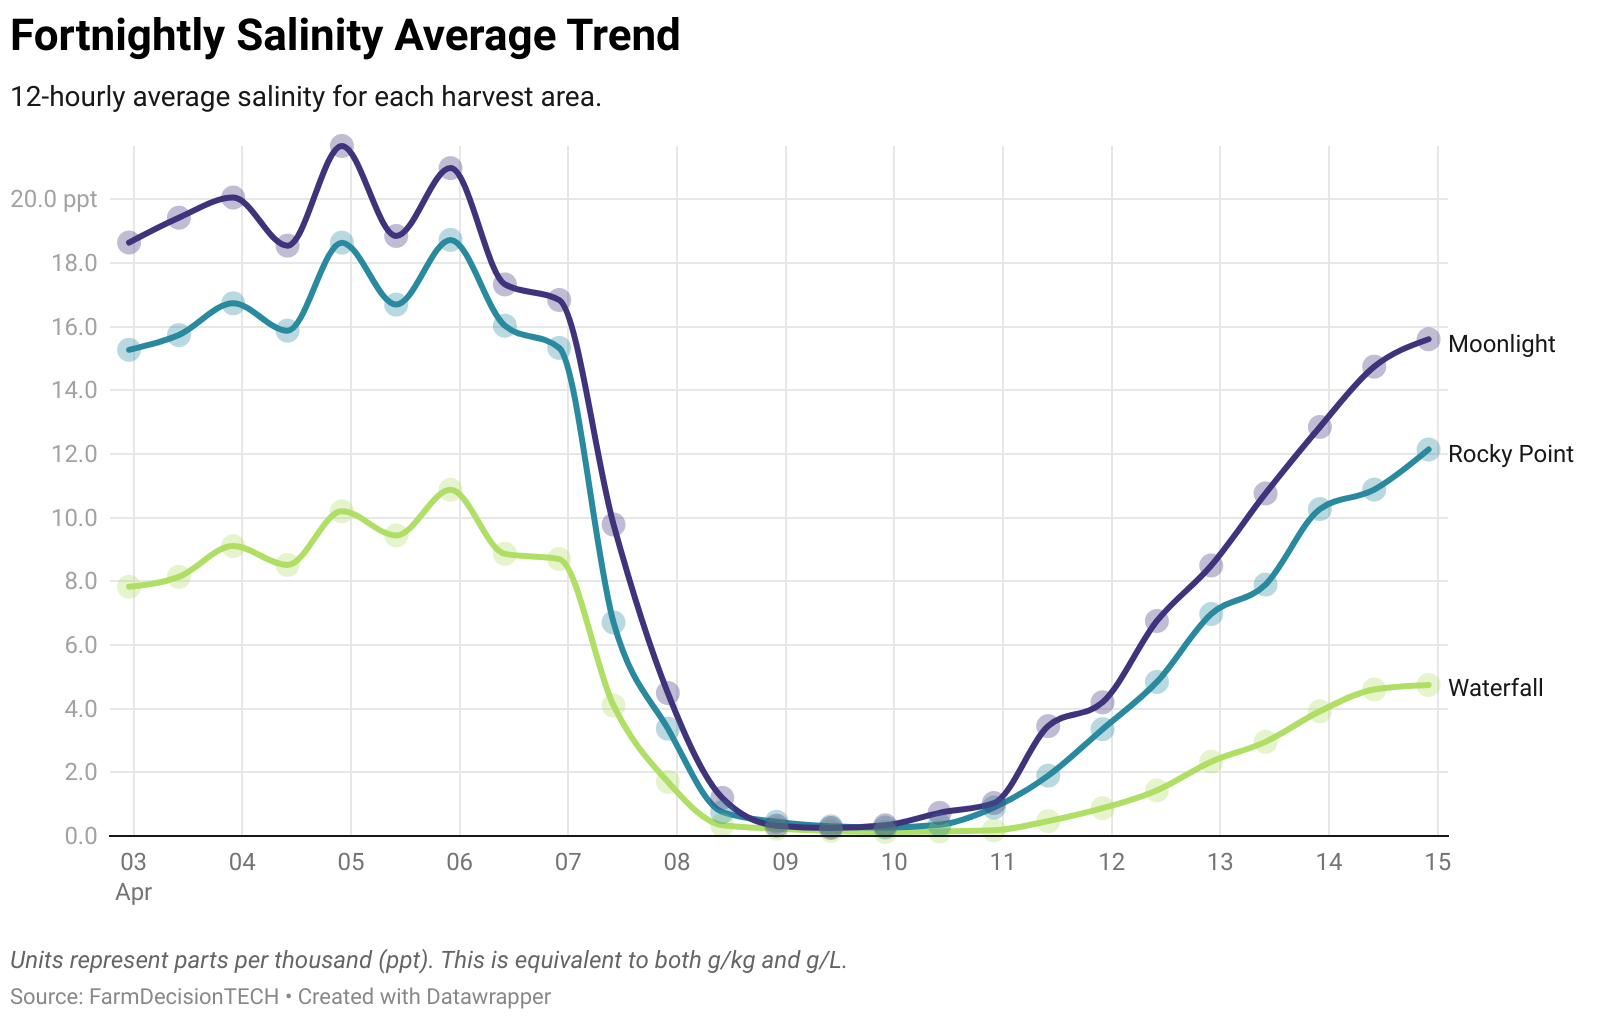 Fortnightly Salinity Average Trend
12-hourly average salinity for each harvest area.
20.0 ppt
18.0
16.0
14.0
12.0
10.0
8.0
6.0
4.0
2.0
0.0
Moonlight
Rocky Point
Waterfall
03 04 05 06 07 08 09 10 11 12 13 14 15
Apr
Units represent parts per thousand (ppt). This is equivalent to both g/kg and g/L.
Source: FarmDecisionTECH • Created with Datawrapper